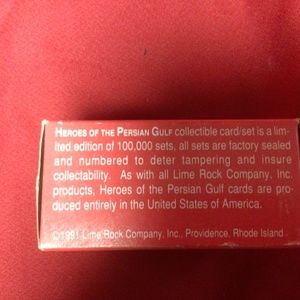 HEROES OF THE PERSIAN GULF collectible card/set is a lim-
ited edition of 100,000 sets, all sets are factory sealed
and numbered to deter tampering and insure
collectability. As with all Lime Rock Company, Inc.
products, Heroes of the Persian Gulf cards are pro-
duced entirely in the United States of America.
©1991 Lime Rock Company, Inc., Providence, Rhode Island.